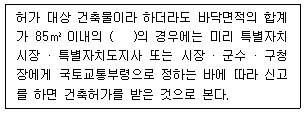 허가 대상 건축물이라 하더라도 바닥면적의 합계
가 85㎡ 이내의 (    )의 경우에는 미리 특별자치
시장 · 특별자치도지사 또는 시장 · 군수 · 구청
장에게 국토교통부령으로 정하는 바에 따라 신고
를 하면 건축허가를 받은 것으로 본다.